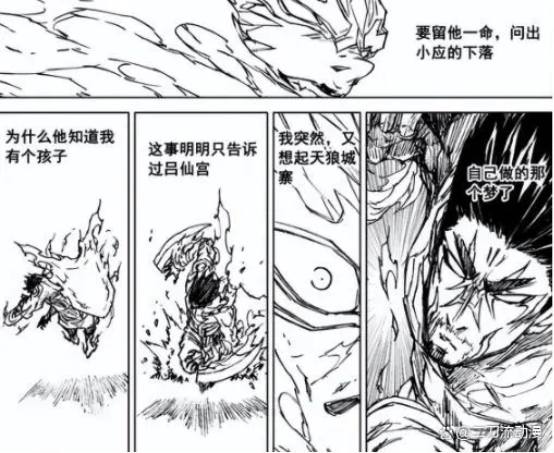 要留他一命，问出
小应的下落
为什么他知道我
有个孩子
这事明明只告诉
过吕仙宫
我突然，又
想起天狼城
寨
自己做的那
个梦了